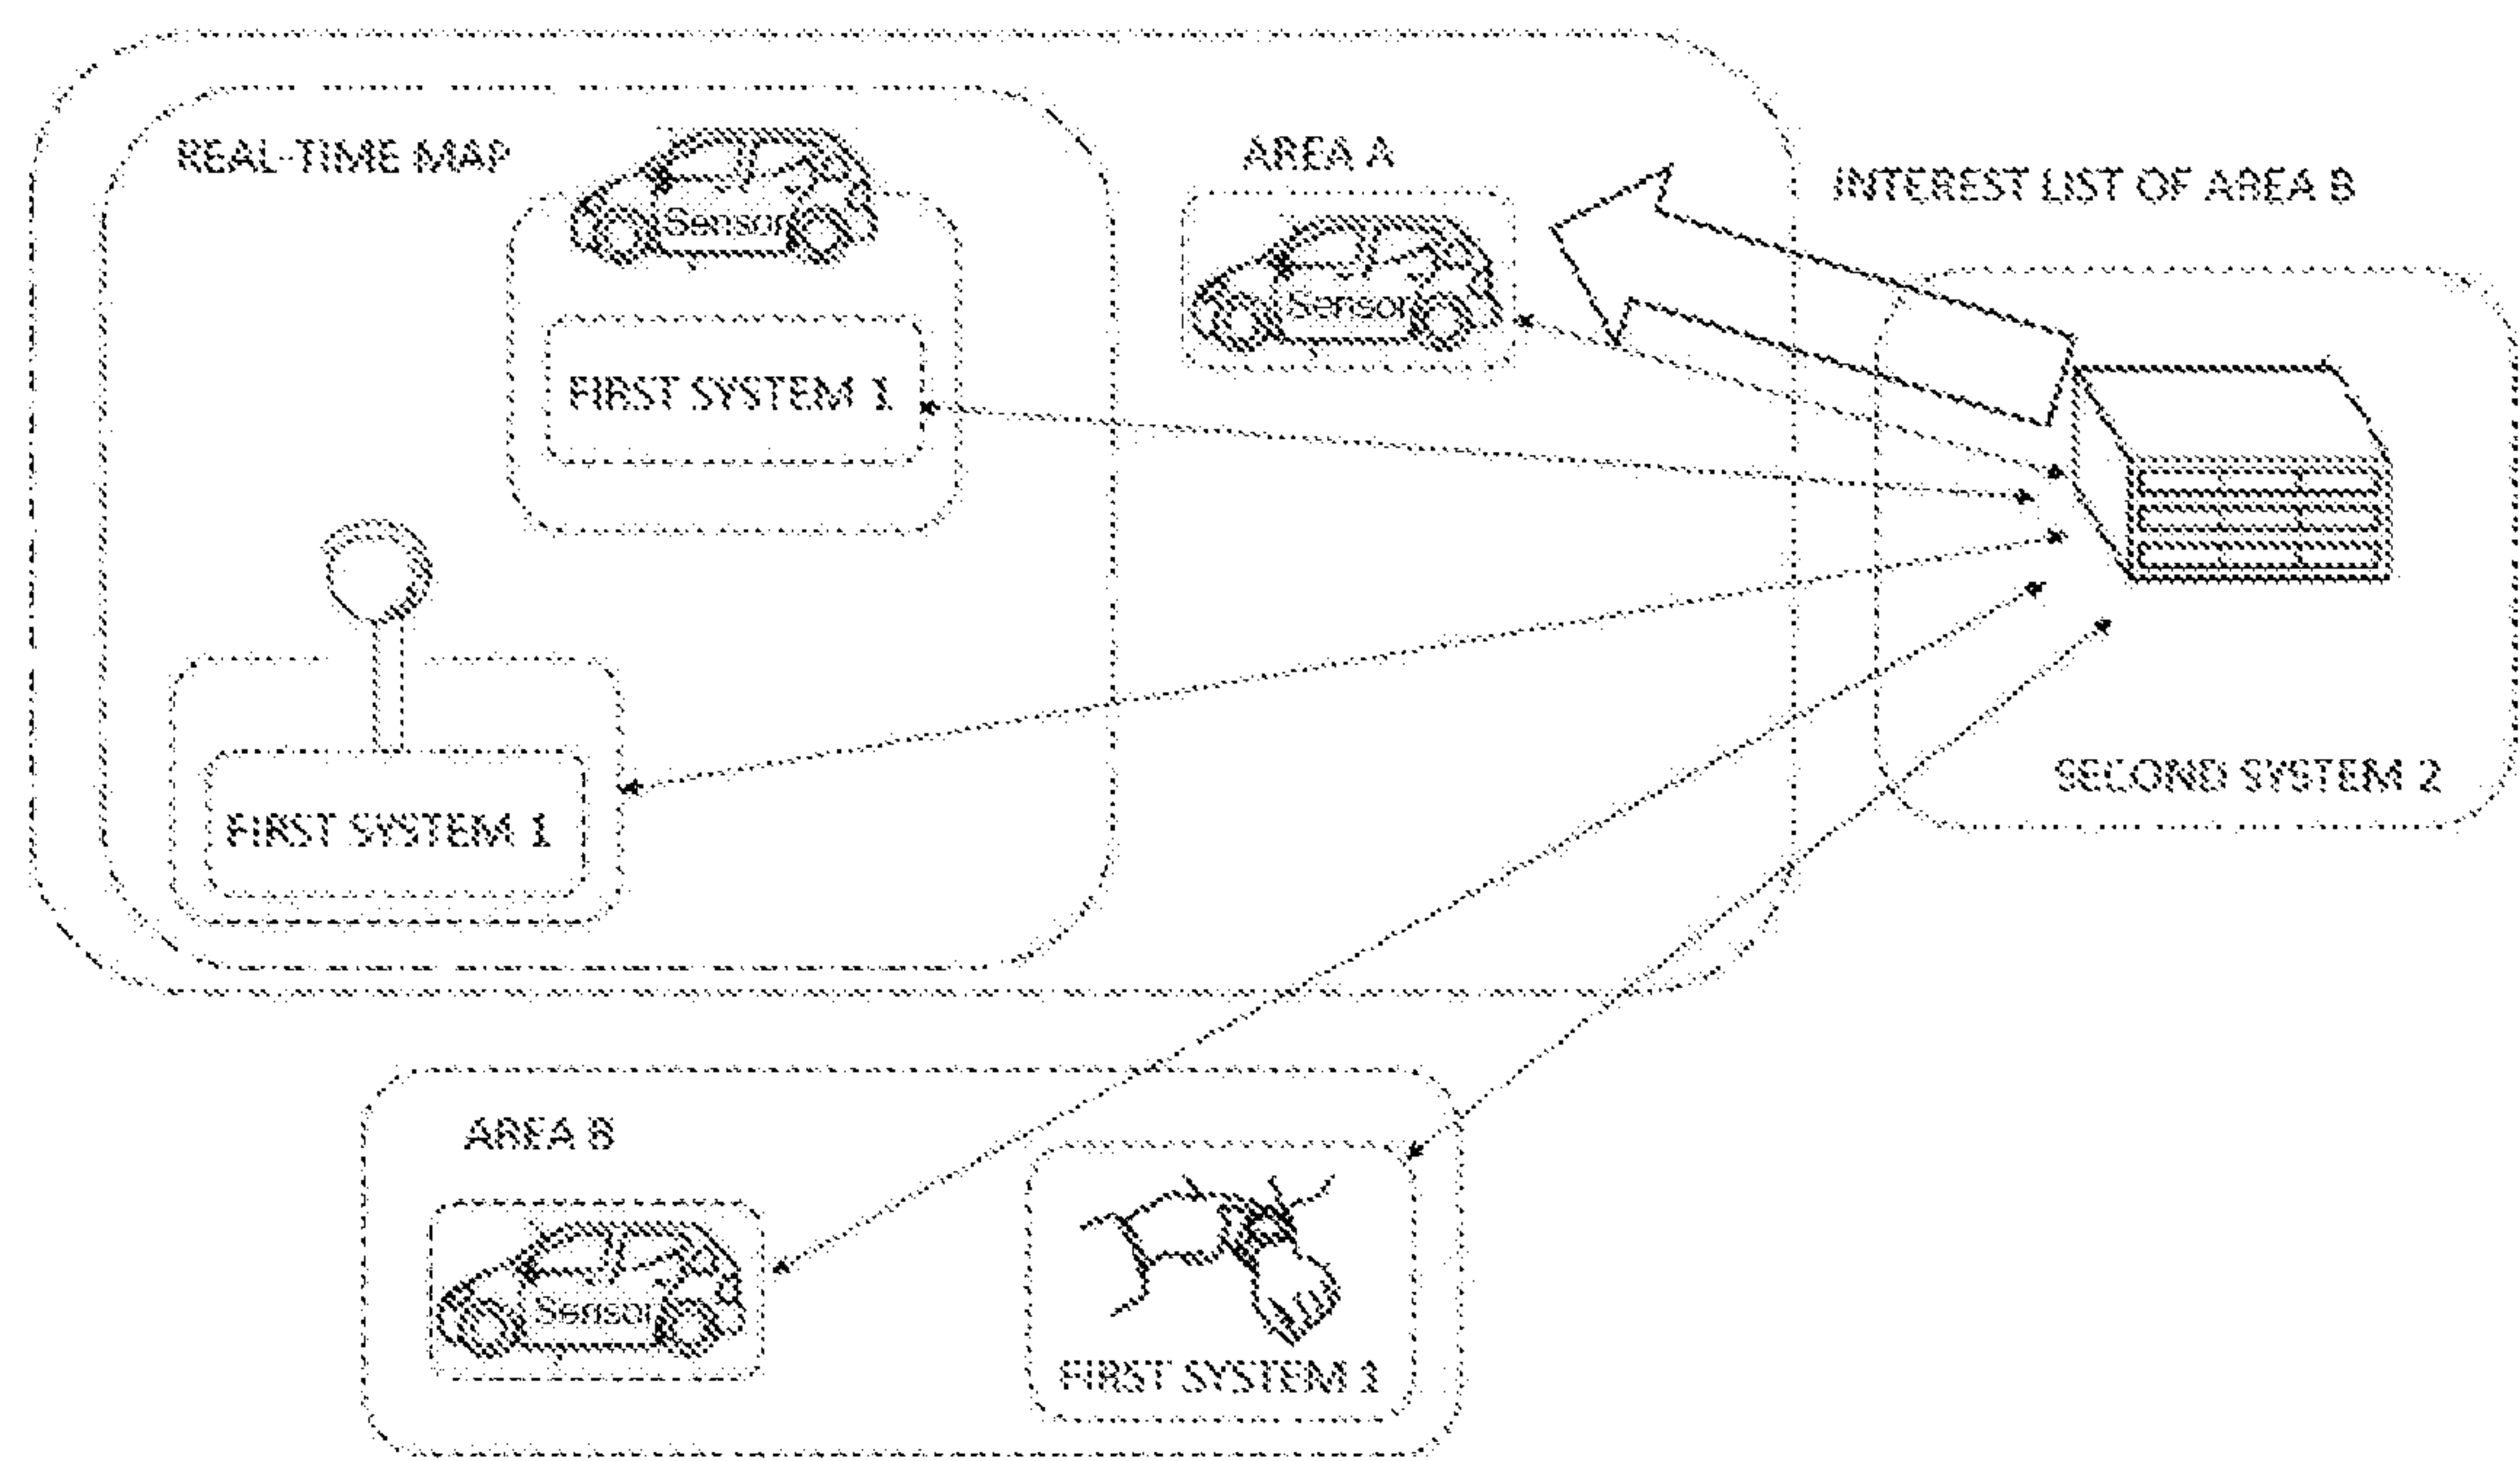 REAL-TIME MAP
Sensor
FIRST SYSTEM 1
AREA A
Sensor
INTEREST LIST OF AREA B
FIRST SYSTEM 1
SECOND SYSTEM 2
AREA B
Sensor
FIRST SYSTEM 1